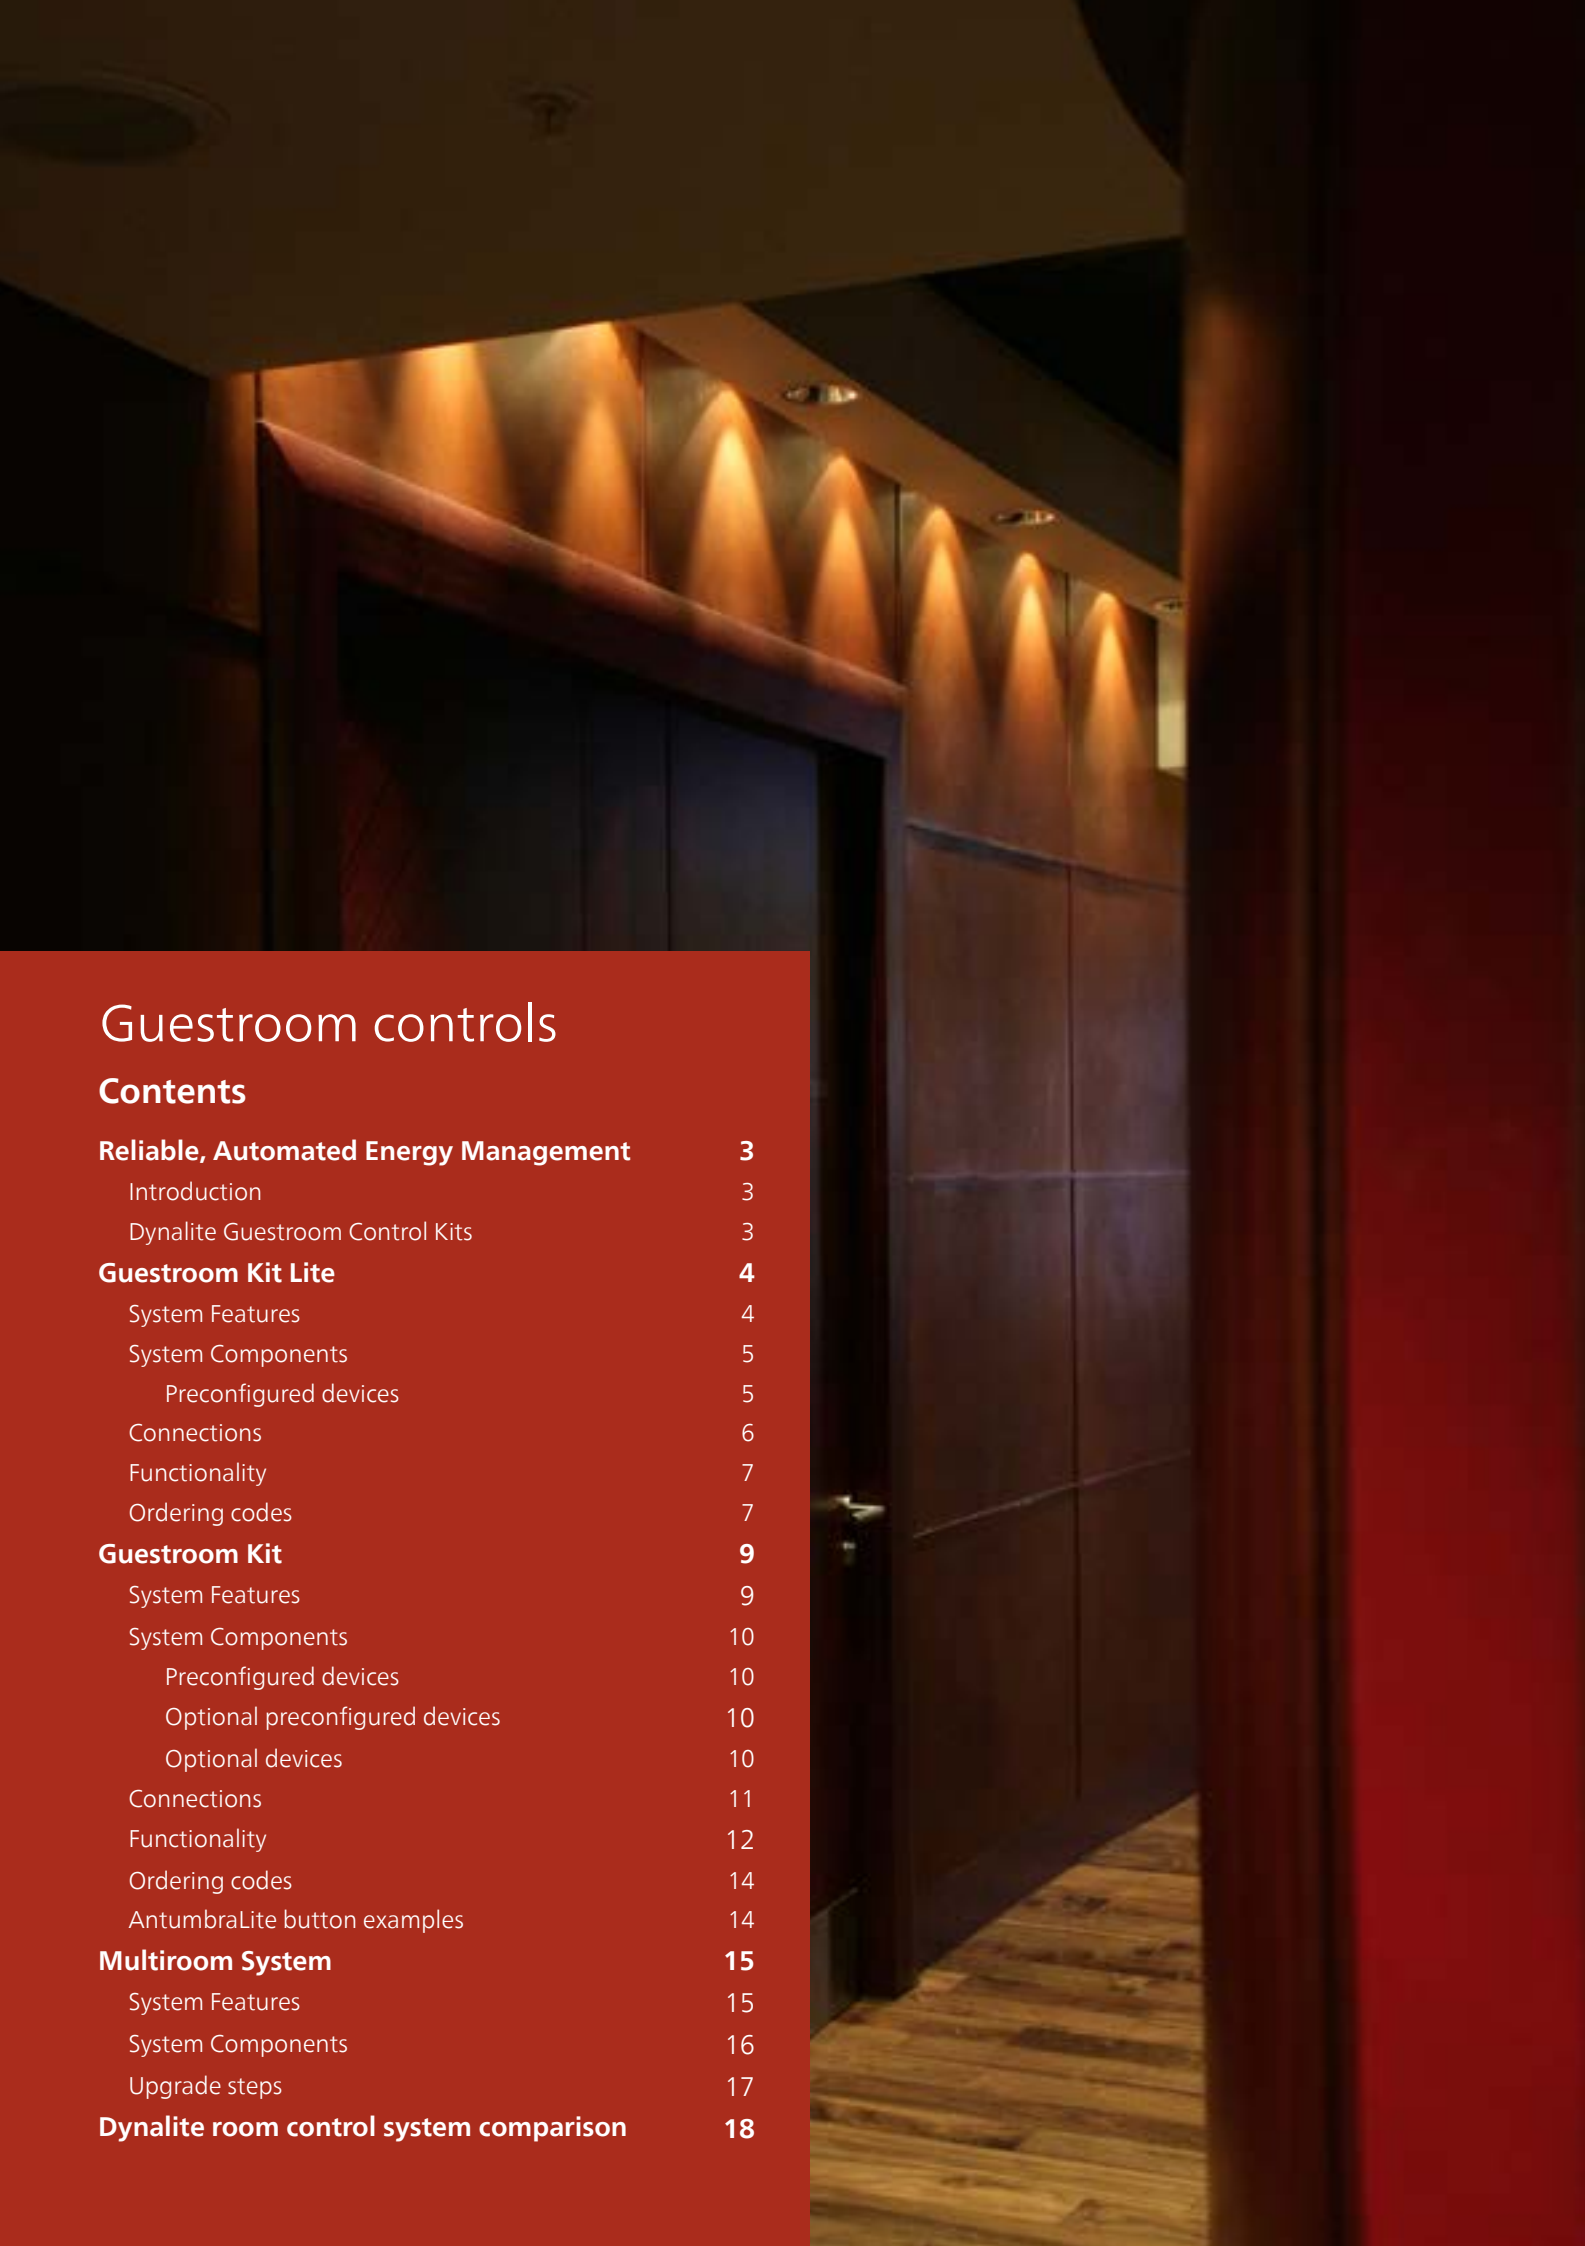 Guestroom controls
Contents
Reliable, Automated Energy Management 3
Introduction 3
Dynalite Guestroom Control Kits 3
Guestroom Kit Lite 4
System Features 4
System Components 5
Preconfigured devices 5
Connections 6
Functionality 7
Ordering codes 7
Guestroom Kit 9
System Features 9
System Components 10
Preconfigured devices 10
Optional preconfigured devices 10
Optional devices 10
Connections 11
Functionality 12
Ordering codes 14
AntumbraLite button examples 14
Multiroom System 15
System Features 15
System Components 16
Upgrade steps 17
Dynalite room control system comparison 18